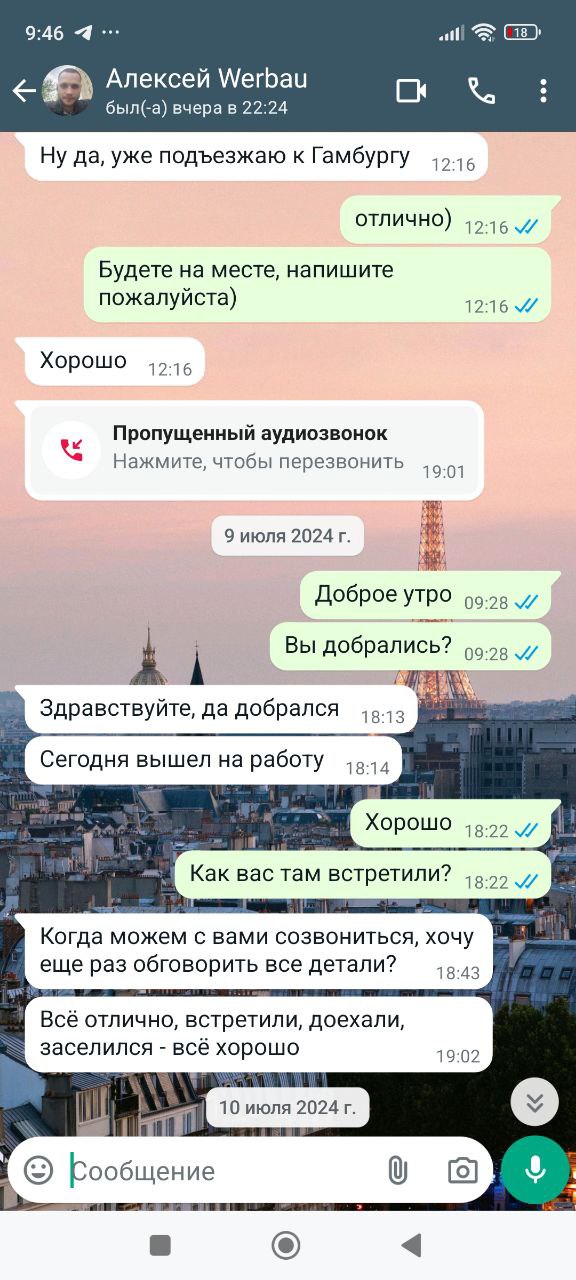 9:46 ... 18
Алексей Werbau
был(-а) вчера в 22:24
Ну да, уже подъезжаю к Гамбургу 12:16
отлично) 12:16
Будете на месте, напишите
пожалуйста) 12:16
Хорошо 12:16
Пропущенный аудиозвонок
Нажмите, чтобы перезвонить 19:01
9 июля 2024 г.
Доброе утро 09:28
Вы добрались? 09:28
Здравствуйте, да добрался 18:13
Сегодня вышел на работу 18:14
Хорошо 18:22
Как вас там встретили? 18:22
Когда можем с вами созвониться, хочу
еще раз обговорить все детали? 18:43
Всё отлично, встретили, доехали,
заселился - всё хорошо 19:02
10 июля 2024 г.
Сообщение